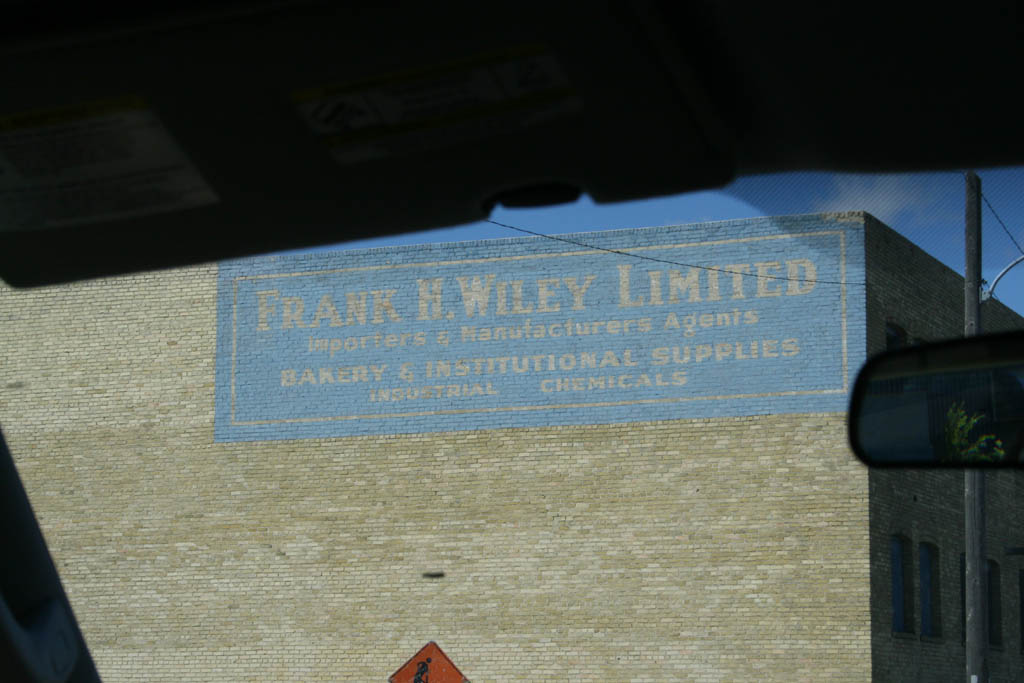 FRANK H. WILEY LIMITED
Importers & Manufacturers Agents
BAKERY & INSTITUTIONAL SUPPLIES
INDUSTRIAL CHEMICALS